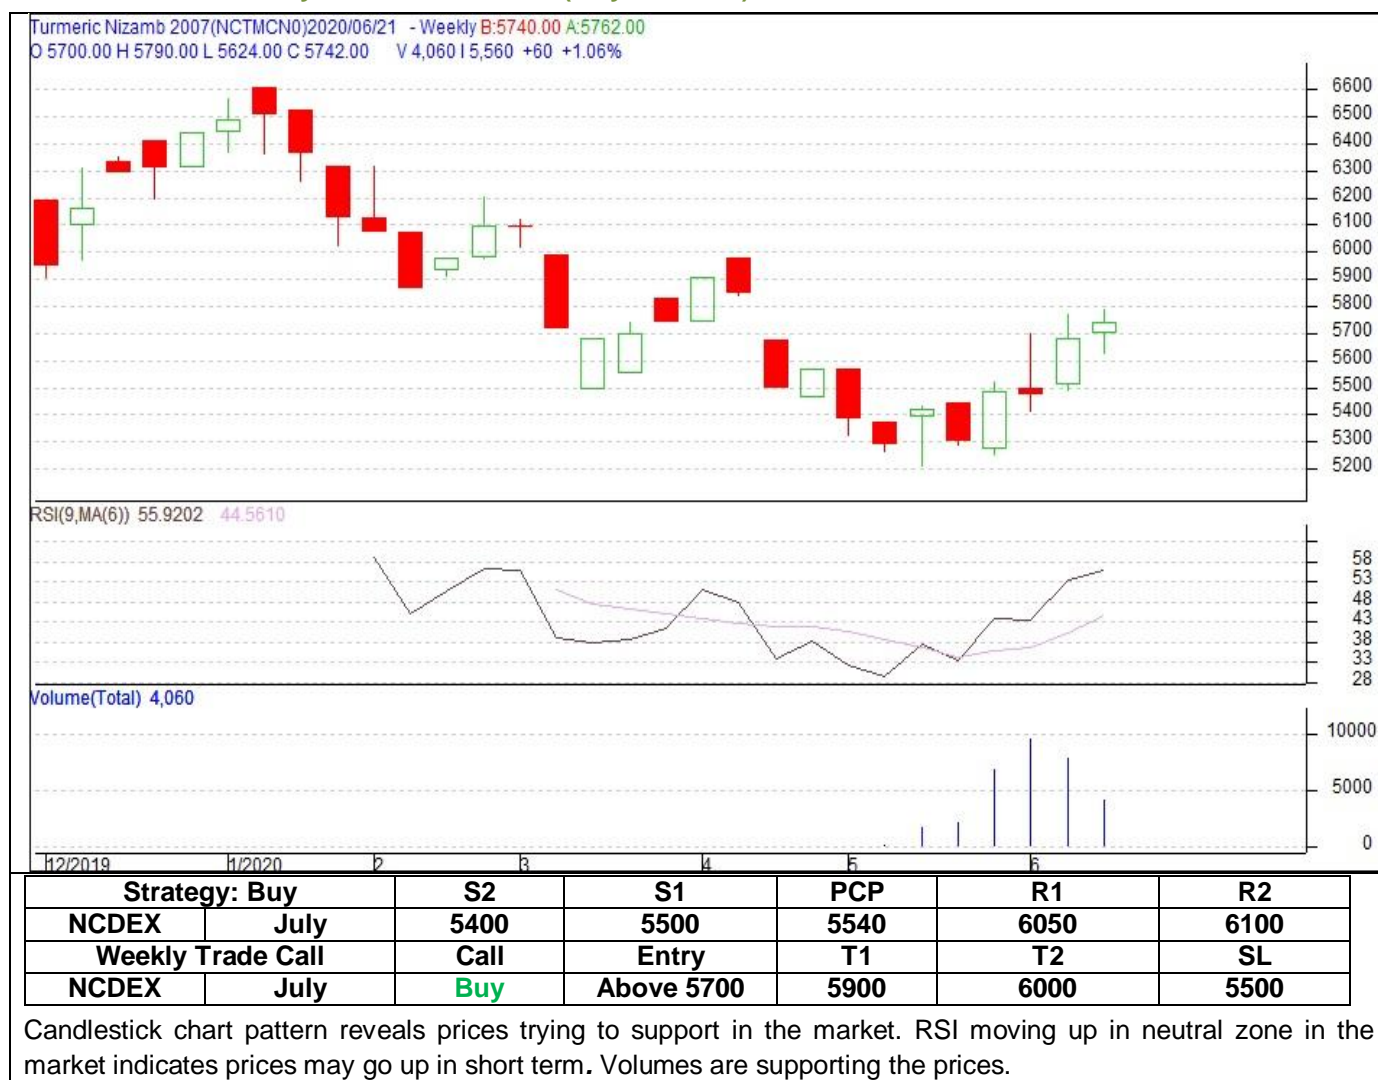 Turmeric Nizamb 2007(NCTMCN0)2020/06/21 - Weekly B:5740.00 A:5762.00
O 5700.00 H 5790.00 L 5624.00 C 5742.00 V 4,060 I 5,560 +60 +1.06%
6600
6500
6400
6300
6200
6100
6000
5900
5800
5700
5600
5500
5400
5300
5200
RSI(9,MA(6)) 55.9202 44.5610
58
53
48
43
38
33
28
Volume(Total) 4,060
10000
5000
0
12/2019 1/2020 2 3 4 5 6
Strategy: Buy S2 S1 PCP R1 R2
NCDEX July 5400 5500 5540 6050 6100
Weekly Trade Call Call Entry T1 T2 SL
NCDEX July Buy Above 5700 5900 6000 5500
Candlestick chart pattern reveals prices trying to support in the market. RSI moving up in neutral zone in the
market indicates prices may go up in short term. Volumes are supporting the prices.